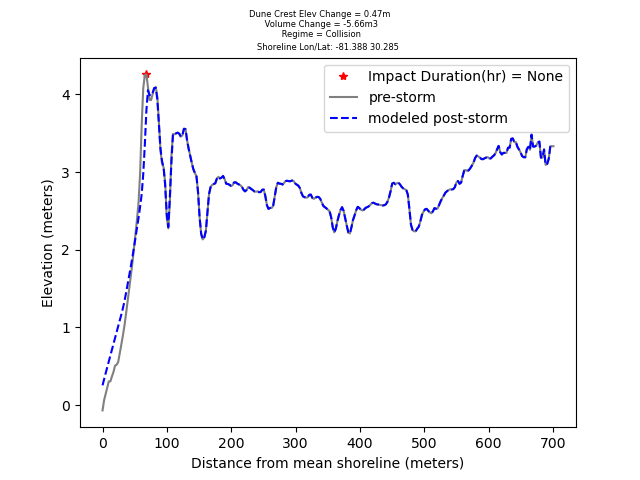 Dune Crest Elev Change = 0.47m
Volume Change = -5.66m3
Regime = Collision
Shoreline Lon/Lat: -81.388 30.285
Impact Duration(hr) = None
pre-storm
modeled post-storm
Elevation (meters)
4
3
2
1
0
0 100 200 300 400 500 600 700
Distance from mean shoreline (meters)